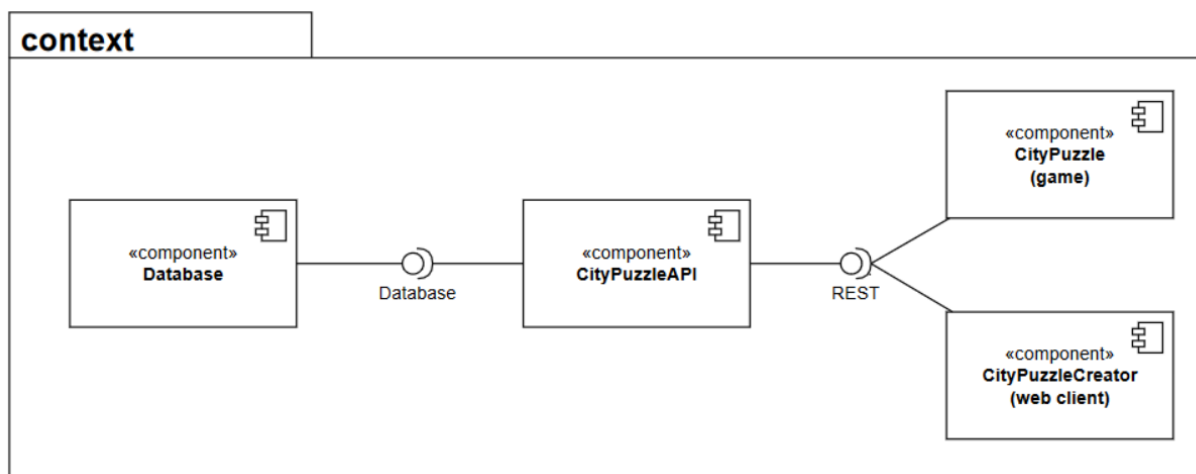 context
«component»
Database
Database
«component»
CityPuzzleAPI
REST
«component»
CityPuzzle
(game)
«component»
CityPuzzleCreator
(web client)